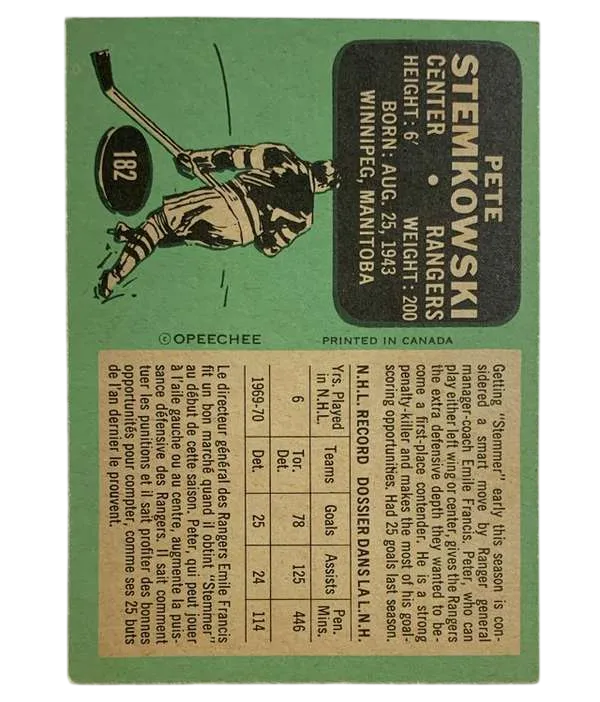 PETE
STEMKOWSKI
CENTER • RANGERS
HEIGHT: 6' WEIGHT: 200
BORN: AUG. 25, 1943
WINNIPEG, MANITOBA
182
© OPEECHEE PRINTED IN CANADA
Getting "Stemmer" early this season is con-
sidered a smart move by Ranger general
manager-coach Emile Francis. Peter, who can
play either left wing or center, gives the Rangers
the extra defensive depth they wanted to be-
come a first-place contender. He is a strong
penalty-killer and makes the most of his goal-
scoring opportunities. Had 25 goals last season.
N.H.L. RECORD DOSSIER DANS LA L.N.H.
Yrs. Played in N.H.L. Teams Goals Assists Pen. Mins.
6 Tor. Det. 78 125 446
1969-70 Det. 25 24 114
Le directeur général des Rangers Emile Francis
fit un bon marché quand il obtint "Stemmer"
au début de cette saison. Peter, qui peut jouer
à l'aile gauche ou au centre, augmente la puis-
sance défensive des Rangers. Il sait comment
tuer les punitions et il sait profiter des bonnes
opportunités pour compter, comme ses 25 buts
de l'an dernier le prouvent.